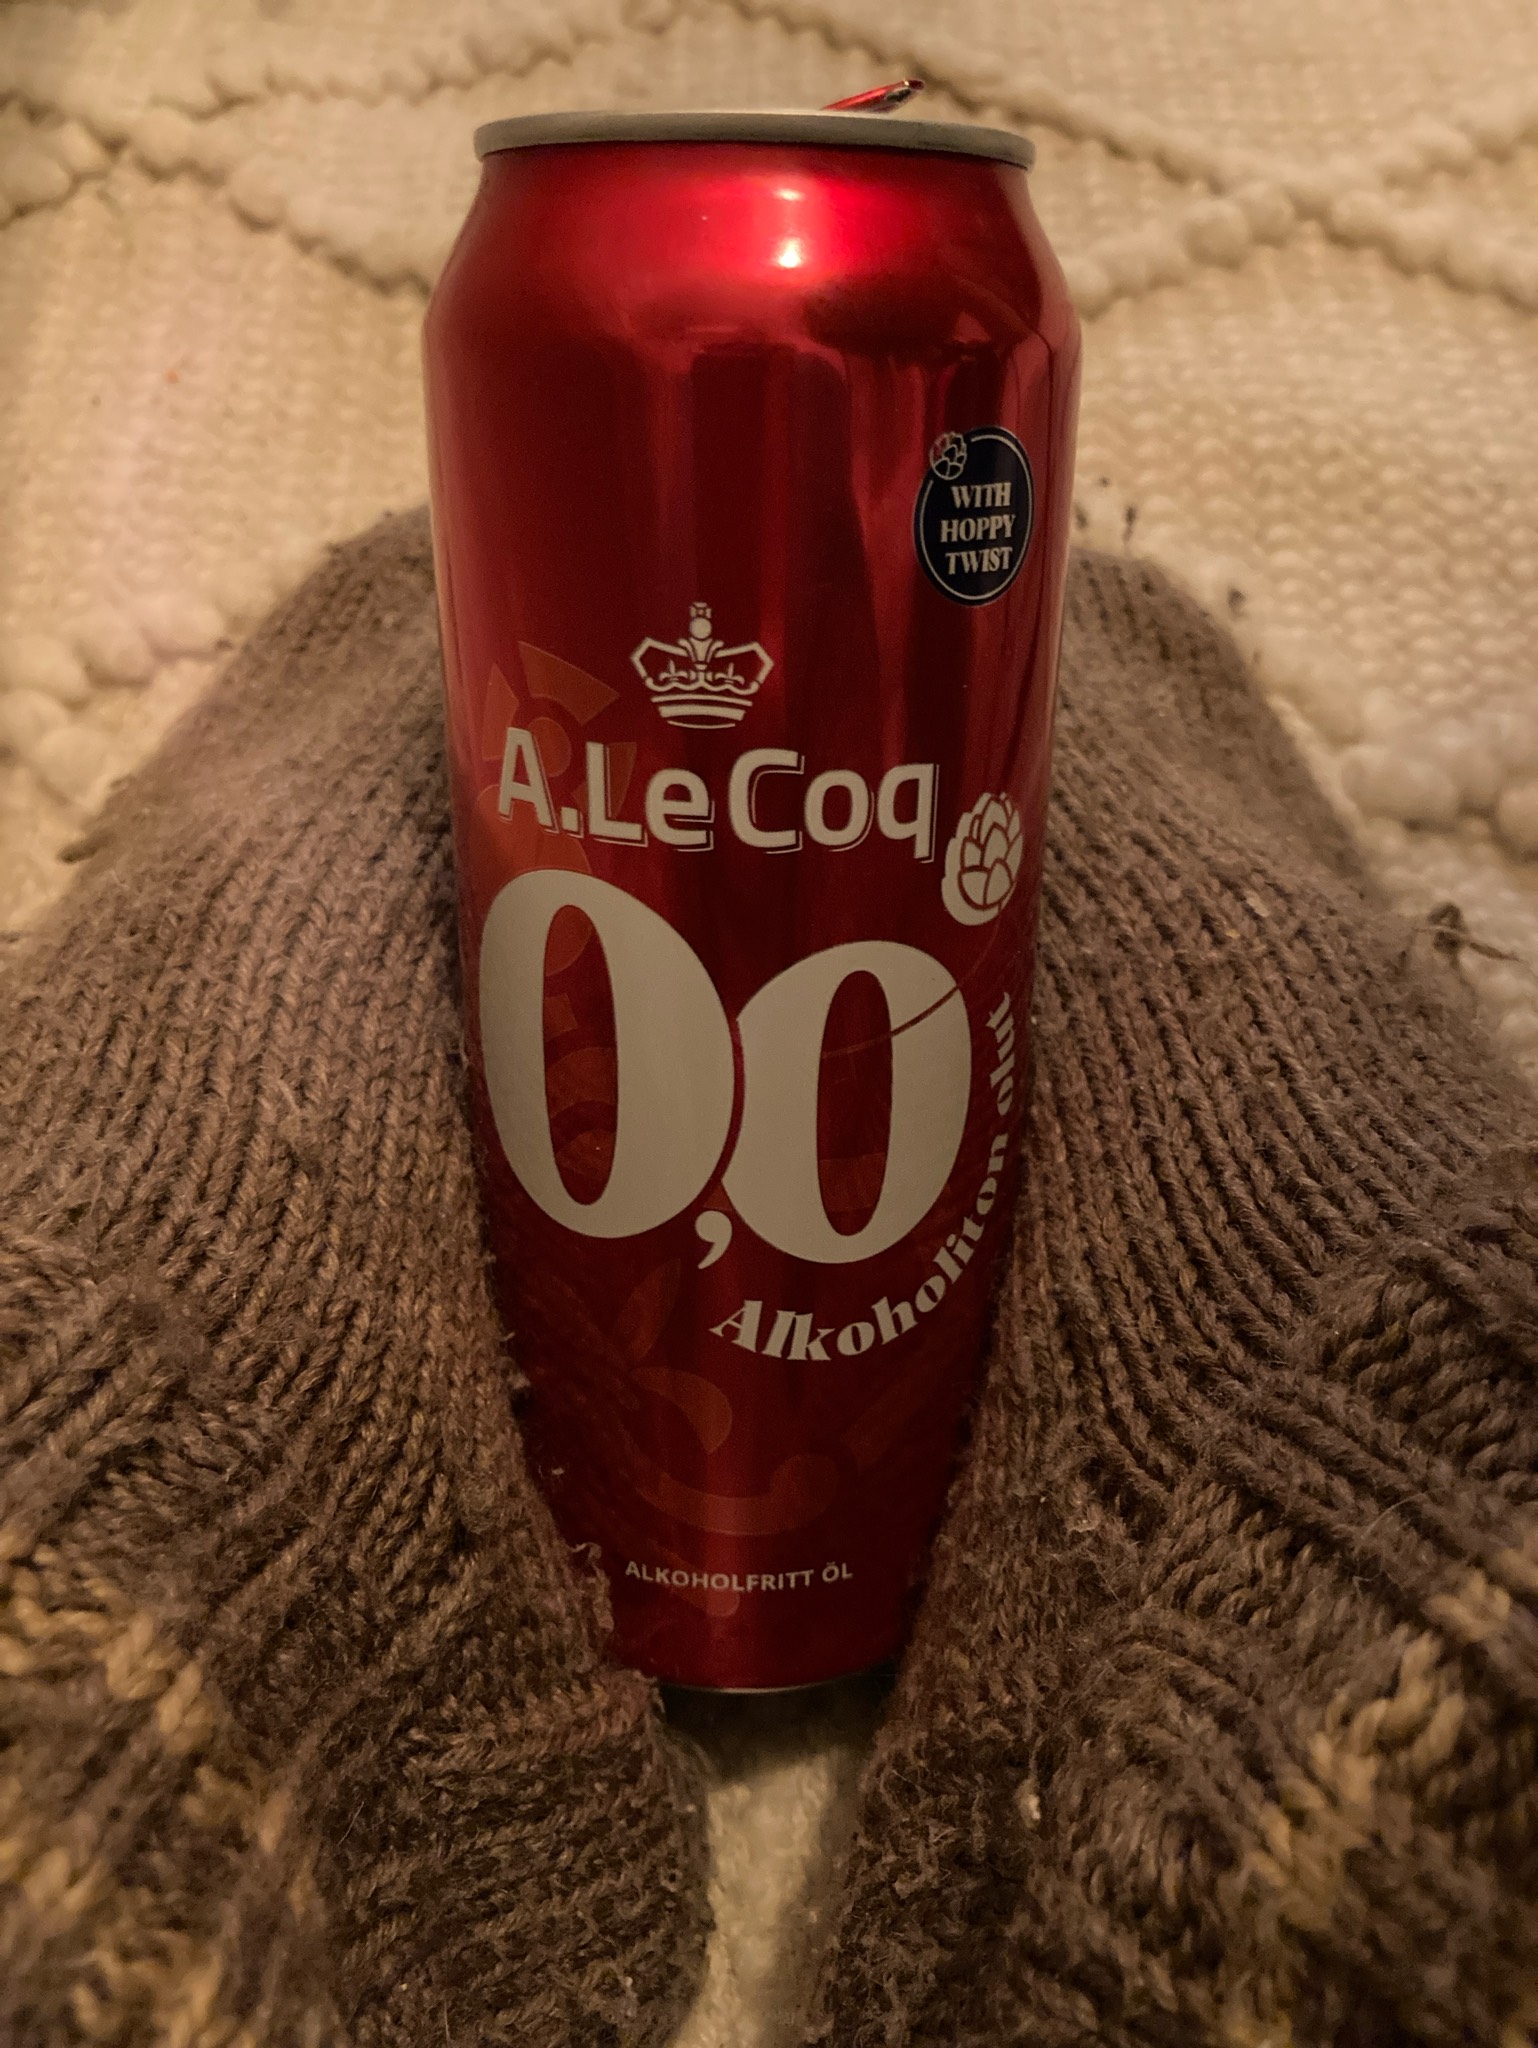 WITH
HOPPY
TWIST
A.Le Coq
0,0
Alkoholiton olut
ALKOHOLFRITT ÖL